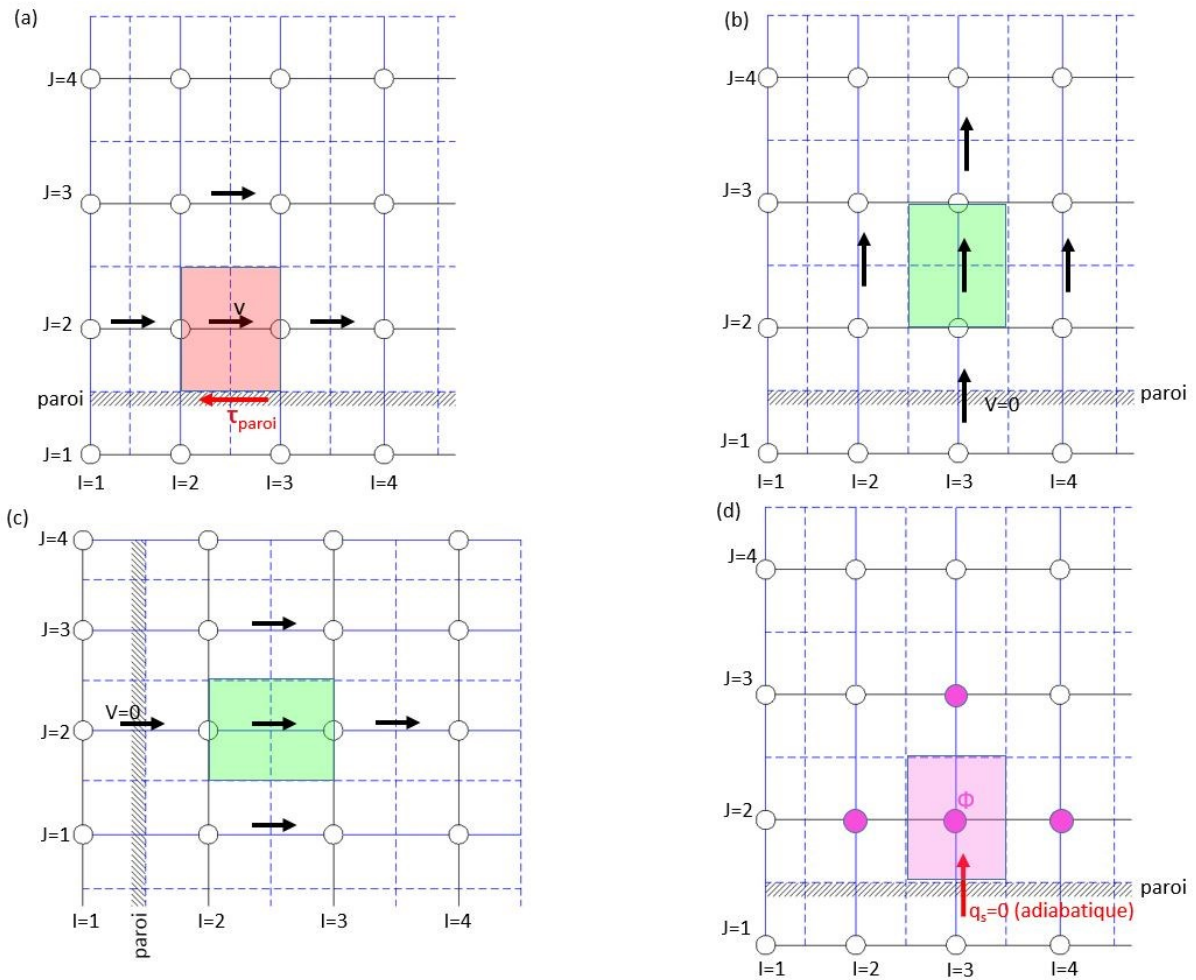 (a)
J=4
J=3
J=2
v
paroi
τparoi
J=1
I=1 I=2 I=3 I=4
(b)
J=4
J=3
J=2
paroi
V=0
J=1
I=1 I=2 I=3 I=4
(c)
J=4
J=3
V=0
J=2
J=1
I=1 paroi I=2 I=3 I=4
(d)
J=4
J=3
J=2
Φ
paroi
qs=0 (adiabatique)
J=1
I=1 I=2 I=3 I=4